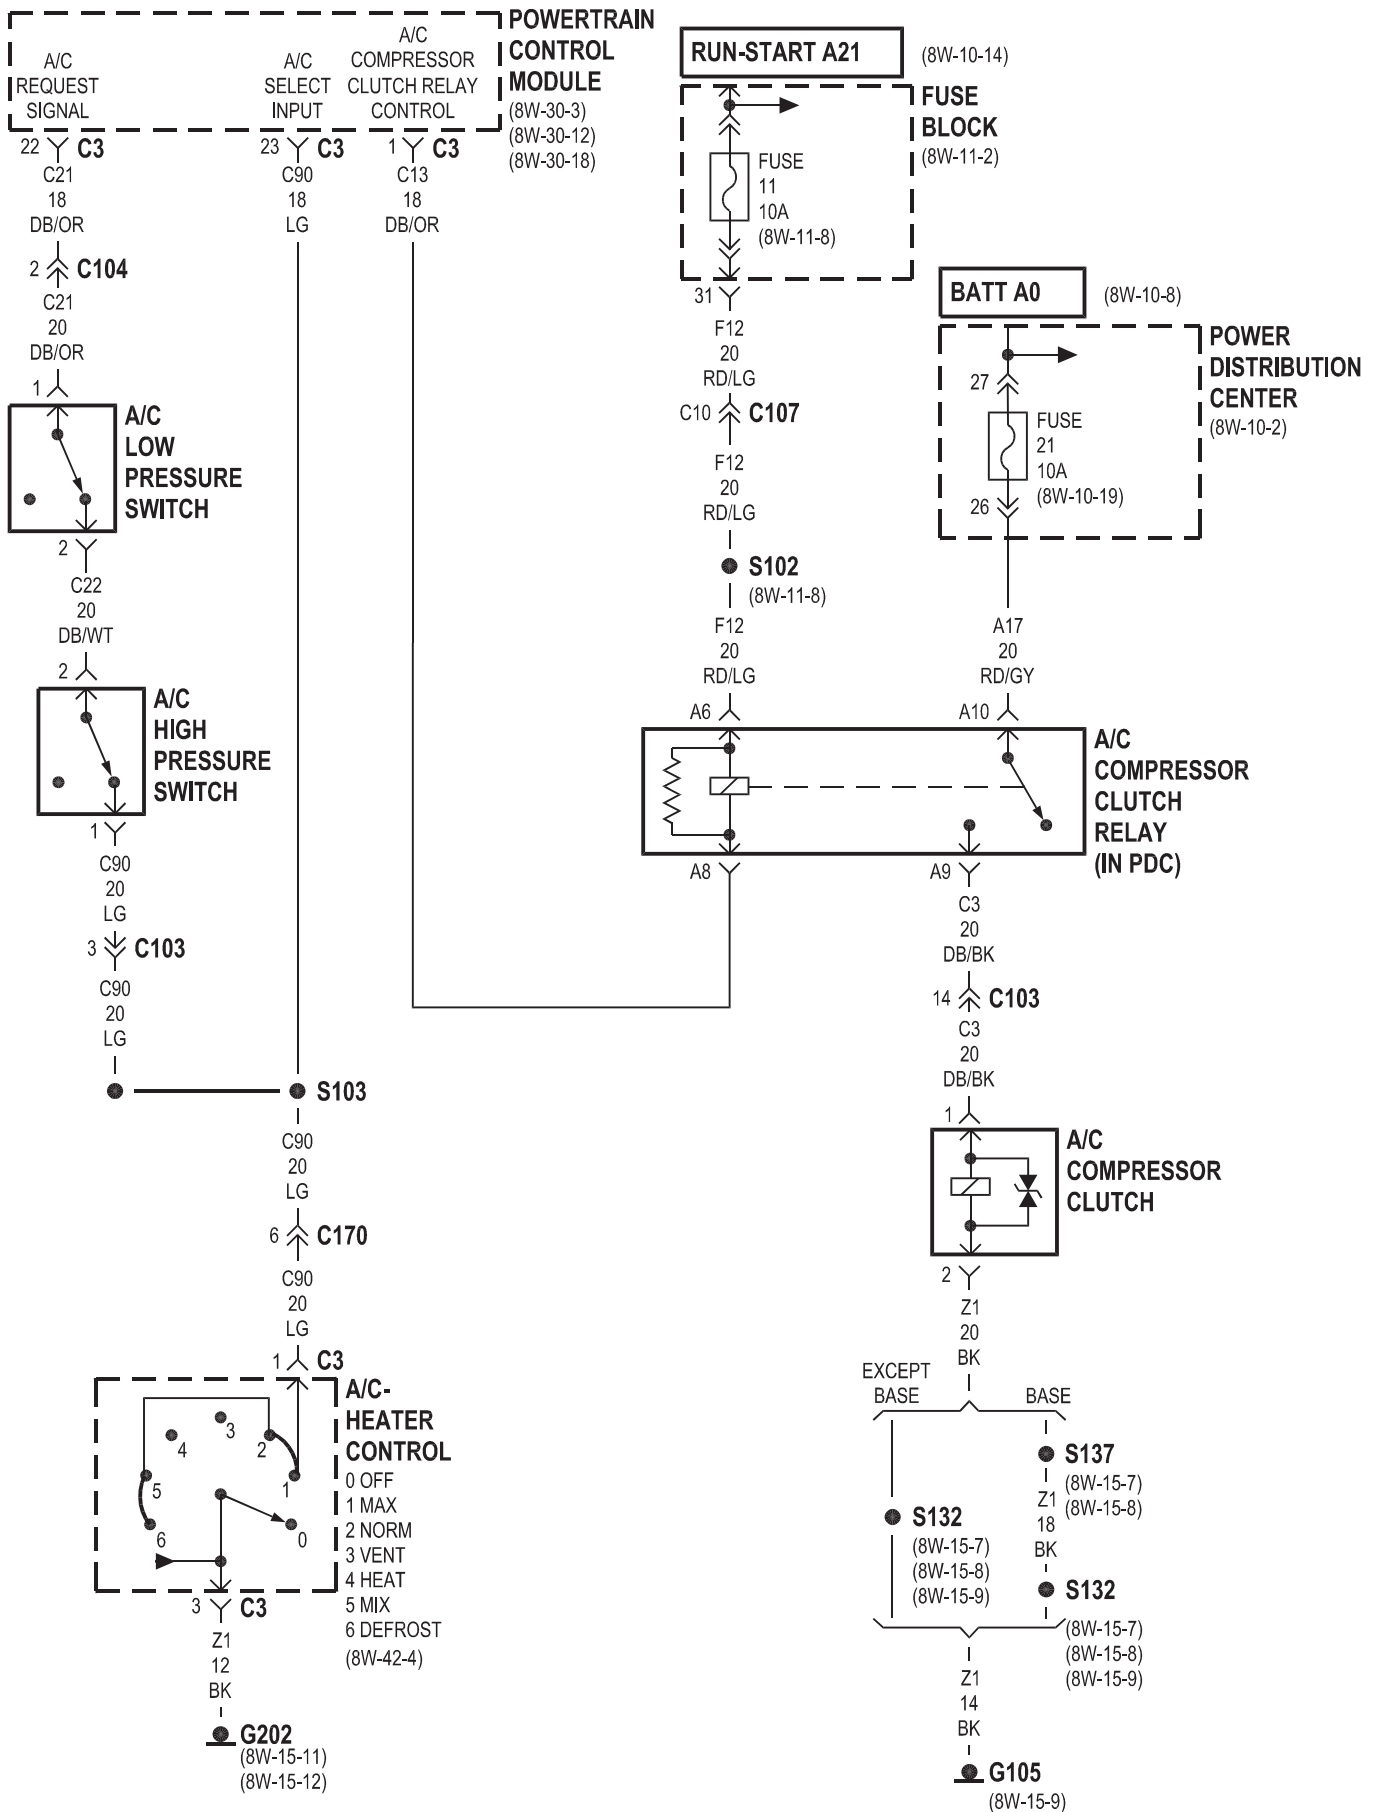 A/C
REQUEST
SIGNAL
A/C
SELECT
INPUT
A/C
COMPRESSOR
CLUTCH RELAY
CONTROL
POWERTRAIN
CONTROL
MODULE
(8W-30-3)
(8W-30-12)
(8W-30-18)
22 C3
C21
18
DB/OR
2 C104
C21
20
DB/OR
1
A/C
LOW
PRESSURE
SWITCH
2
C22
20
DB/WT
2
A/C
HIGH
PRESSURE
SWITCH
1
C90
20
LG
3 C103
C90
20
LG
23 C3
C90
18
LG
S103
C90
20
LG
6 C170
C90
20
LG
1 C3
A/C-
HEATER
CONTROL
0 OFF
1 MAX
2 NORM
3 VENT
4 HEAT
5 MIX
6 DEFROST
(8W-42-4)
3
4
2
5
1
6
0
3 C3
Z1
12
BK
G202
(8W-15-11)
(8W-15-12)
1 C3
C13
18
DB/OR
RUN-START A21
(8W-10-14)
FUSE
BLOCK
(8W-11-2)
FUSE
11
10A
(8W-11-8)
31
F12
20
RD/LG
C10 C107
F12
20
RD/LG
S102
(8W-11-8)
F12
20
RD/LG
A6
BATT A0
(8W-10-8)
POWER
DISTRIBUTION
CENTER
(8W-10-2)
27
FUSE
21
10A
(8W-10-19)
26
A17
20
RD/GY
A10
A/C
COMPRESSOR
CLUTCH
RELAY
(IN PDC)
A8
A9
C3
20
DB/BK
14 C103
C3
20
DB/BK
1
A/C
COMPRESSOR
CLUTCH
2
Z1
20
BK
EXCEPT
BASE
BASE
S132
(8W-15-7)
(8W-15-8)
(8W-15-9)
S137
(8W-15-7)
(8W-15-8)
Z1
18
BK
S132
(8W-15-7)
(8W-15-8)
(8W-15-9)
Z1
14
BK
G105
(8W-15-9)